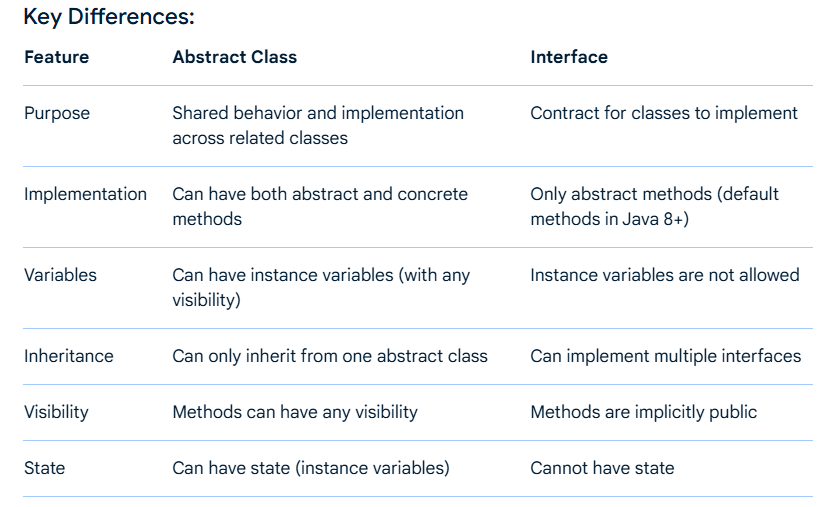 Key Differences:
Feature Abstract Class Interface
Purpose Shared behavior and implementation across related classes Contract for classes to implement
Implementation Can have both abstract and concrete methods Only abstract methods (default methods in Java 8+)
Variables Can have instance variables (with any visibility) Instance variables are not allowed
Inheritance Can only inherit from one abstract class Can implement multiple interfaces
Visibility Methods can have any visibility Methods are implicitly public
State Can have state (instance variables) Cannot have state